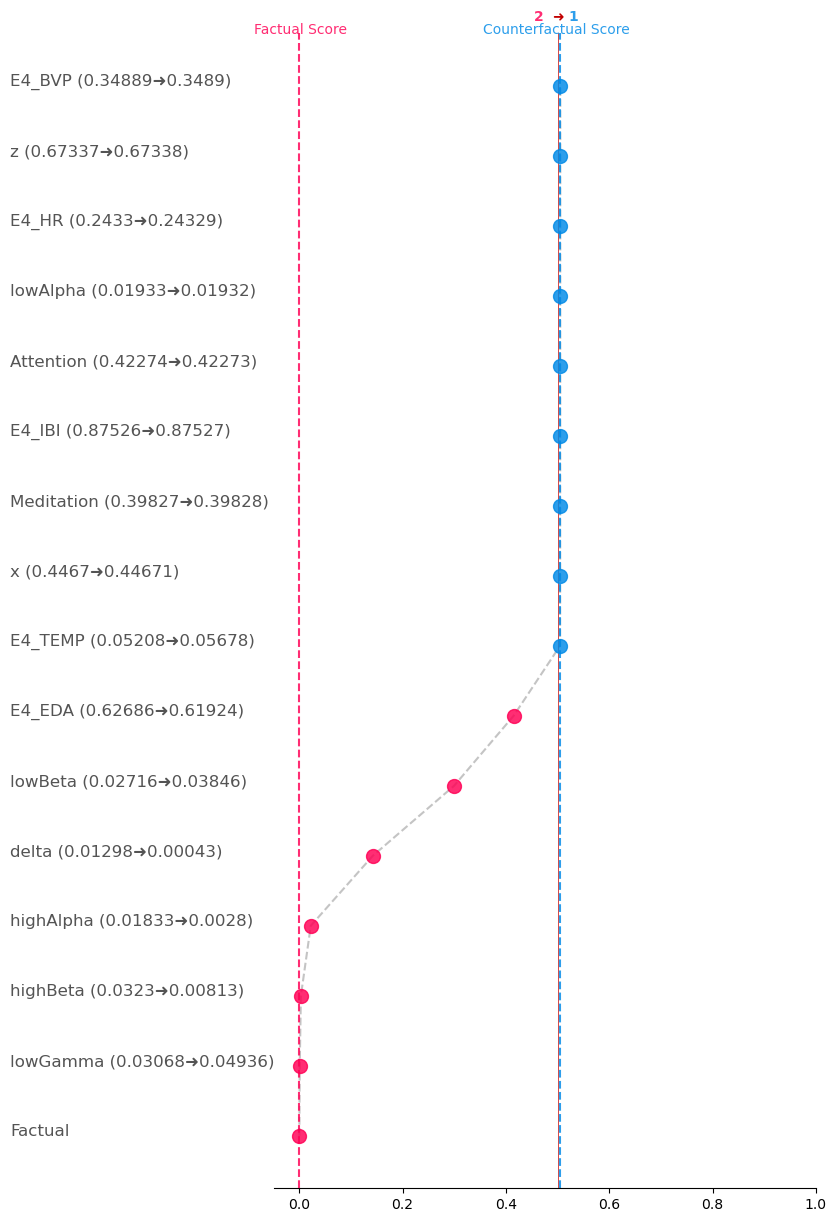 2 ➜ 1
Factual Score
Counterfactual Score
E4_BVP (0.34889➜0.3489)
z (0.67337➜0.67338)
E4_HR (0.2433➜0.24329)
lowAlpha (0.01933➜0.01932)
Attention (0.42274➜0.42273)
E4_IBI (0.87526➜0.87527)
Meditation (0.39827➜0.39828)
x (0.4467➜0.44671)
E4_TEMP (0.05208➜0.05678)
E4_EDA (0.62686➜0.61924)
lowBeta (0.02716➜0.03846)
delta (0.01298➜0.00043)
highAlpha (0.01833➜0.0028)
highBeta (0.0323➜0.00813)
lowGamma (0.03068➜0.04936)
Factual
0.0 0.2 0.4 0.6 0.8 1.0